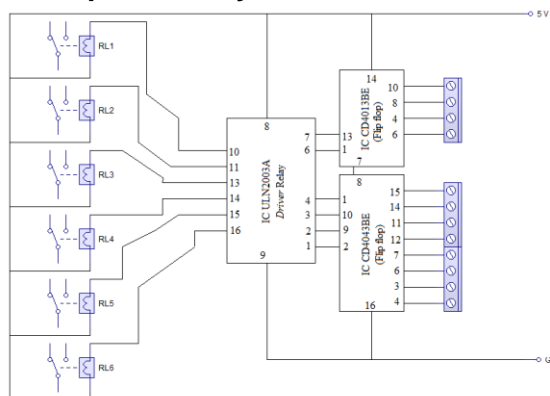 5 V
RL1
RL2
RL3
RL4
RL5
RL6
8
10
11
13
14
15
16
IC ULN2003A
Driver Relay
7
6
4
3
2
1
9
14
13
1
IC CD4013BE
(Flip flop)
10
8
4
6
7
8
1
10
9
2
IC CD4043BE
(Flip flop)
15
14
11
12
7
6
3
4
16
G